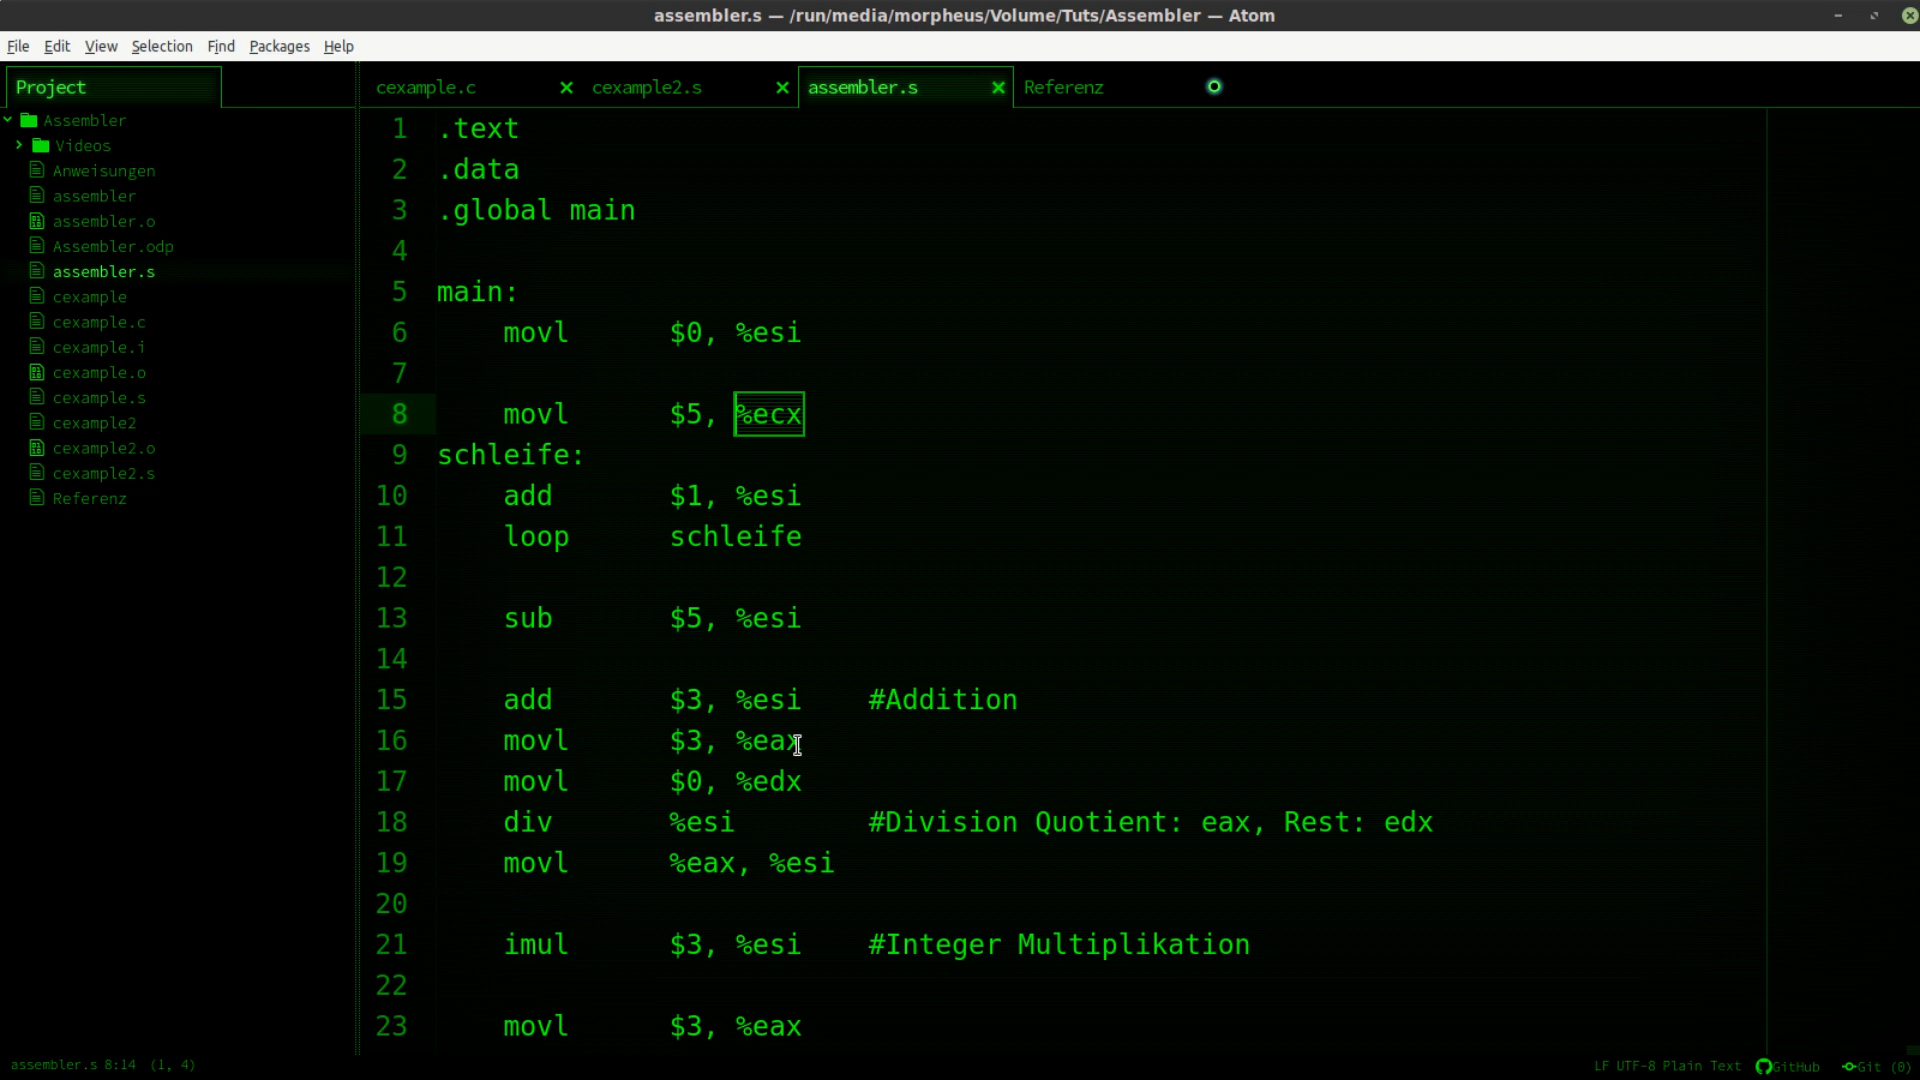 assembler.s — /run/media/morpheus/Volume/Tuts/Assembler — Atom
File Edit View Selection Find Packages Help
Project
cexample.c
cexample2.s
assembler.s
Referenz
Assembler
Videos
Anweisungen
assembler
assembler.o
Assembler.odp
assembler.s
cexample
cexample.c
cexample.i
cexample.o
cexample.s
cexample2
cexample2.o
cexample2.s
Referenz
1 .text
2 .data
3 .global main
4
5 main:
6 movl $0, %esi
7
8 movl $5, %ecx
9 schleife:
10 add $1, %esi
11 loop schleife
12
13 sub $5, %esi
14
15 add $3, %esi #Addition
16 movl $3, %eax
17 movl $0, %edx
18 div %esi #Division Quotient: eax, Rest: edx
19 movl %eax, %esi
20
21 imul $3, %esi #Integer Multiplikation
22
23 movl $3, %eax
assembler.s 8:14 (1, 4)
LF UTF-8 Plain Text GitHub Git (0)